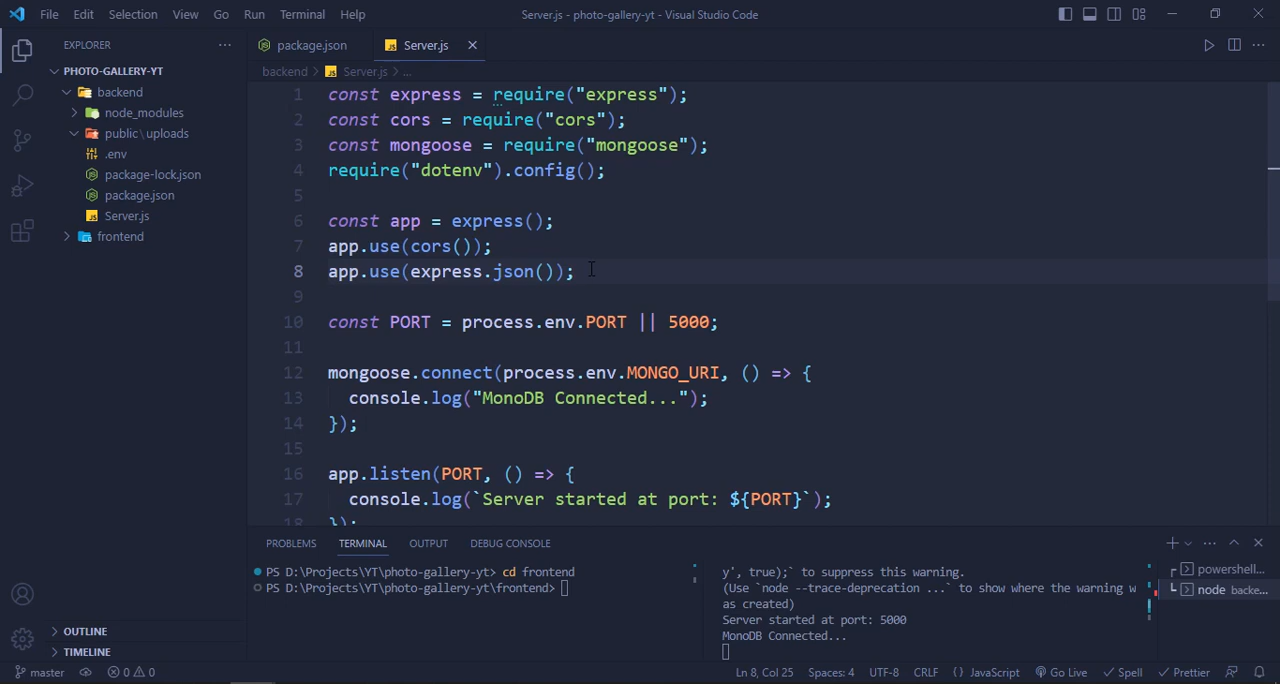 File Edit Selection View Go Run Terminal Help
Server.js - photo-gallery-yt - Visual Studio Code
EXPLORER
PHOTO-GALLERY-YT
backend
node_modules
public\uploads
.env
package-lock.json
package.json
Server.js
frontend
OUTLINE
TIMELINE
package.json
Server.js
backend > Server.js > ...
1 const express = require("express");
2 const cors = require("cors");
3 const mongoose = require("mongoose");
4 require("dotenv").config();
5
6 const app = express();
7 app.use(cors());
8 app.use(express.json());
9
10 const PORT = process.env.PORT || 5000;
11
12 mongoose.connect(process.env.MONGO_URI, () => {
13 console.log("MonoDB Connected...");
14 });
15
16 app.listen(PORT, () => {
17 console.log(`Server started at port: ${PORT}`);
18 });
PROBLEMS TERMINAL OUTPUT DEBUG CONSOLE
PS D:\Projects\YT\photo-gallery-yt> cd frontend
PS D:\Projects\YT\photo-gallery-yt\frontend>
y', true);` to suppress this warning.
(Use `node --trace-deprecation ...` to show where the warning w
as created)
Server started at port: 5000
MonoDB Connected...
powershell...
node backe...
master
0 0
Ln 8, Col 25 Spaces: 4 UTF-8 CRLF {} JavaScript Go Live Spell Prettier